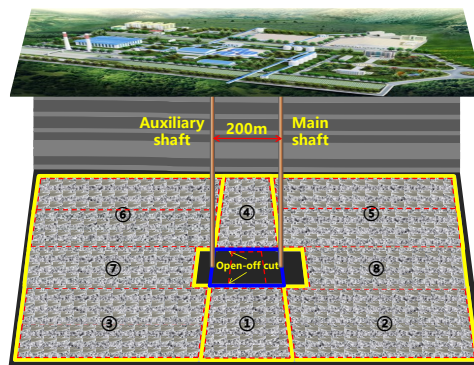 Auxiliary
shaft
200m
Main
shaft
⑥
④
⑤
⑦
Open-off cut
⑧
③
①
②